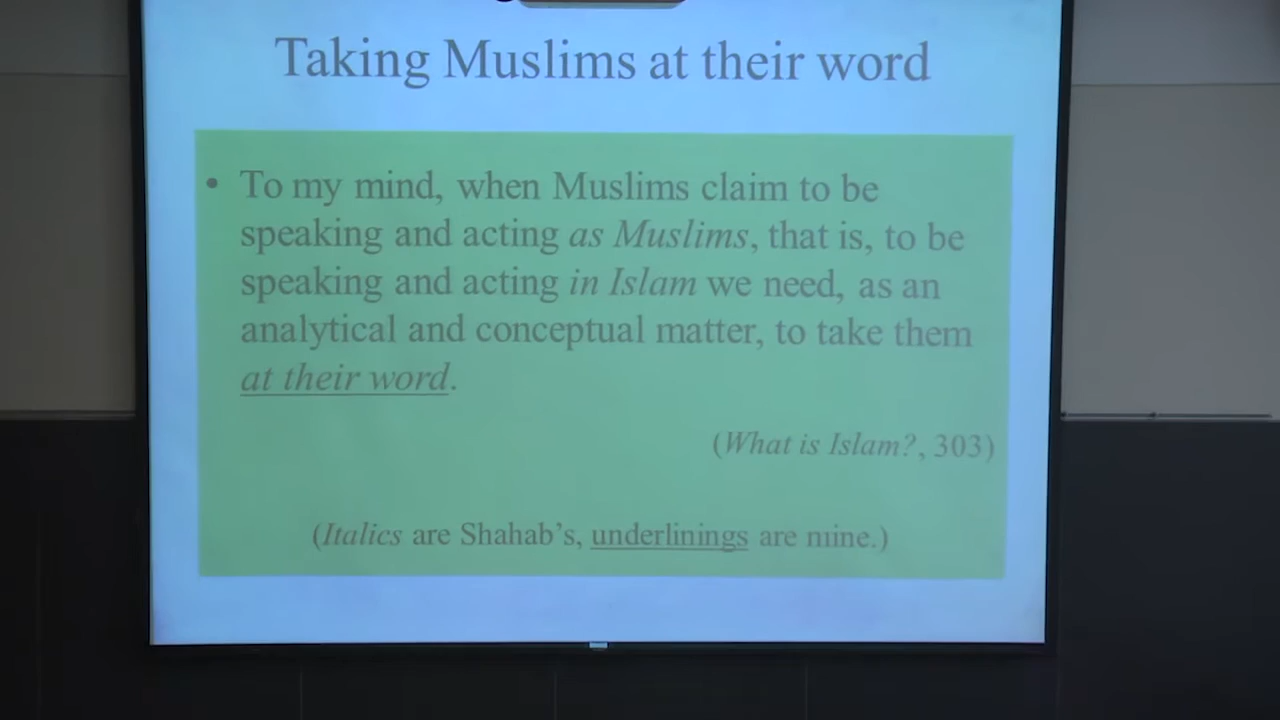 Taking Muslims at their word
• To my mind, when Muslims claim to be
speaking and acting as Muslims, that is, to be
speaking and acting in Islam we need, as an
analytical and conceptual matter, to take them
at their word.
(What is Islam?, 303)
(Italics are Shahab's, underlinings are mine.)